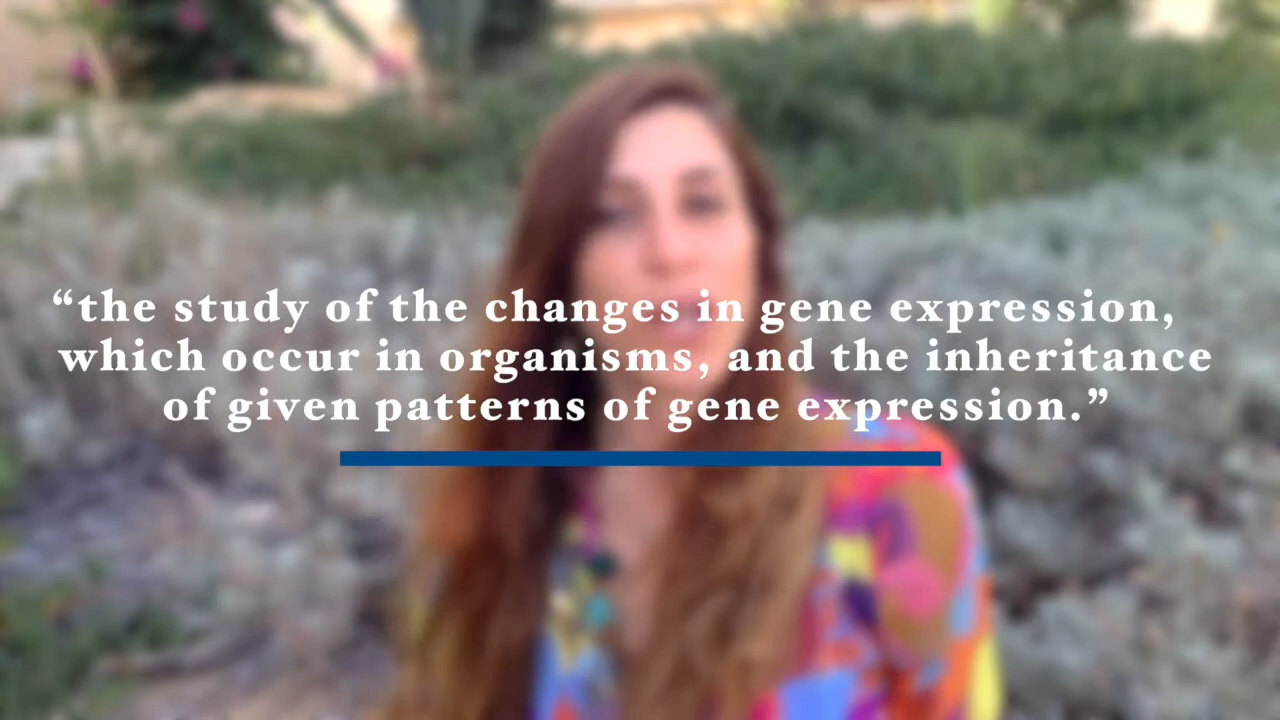 “the study of the changes in gene expression,
which occur in organisms, and the inheritance
of given patterns of gene expression.”